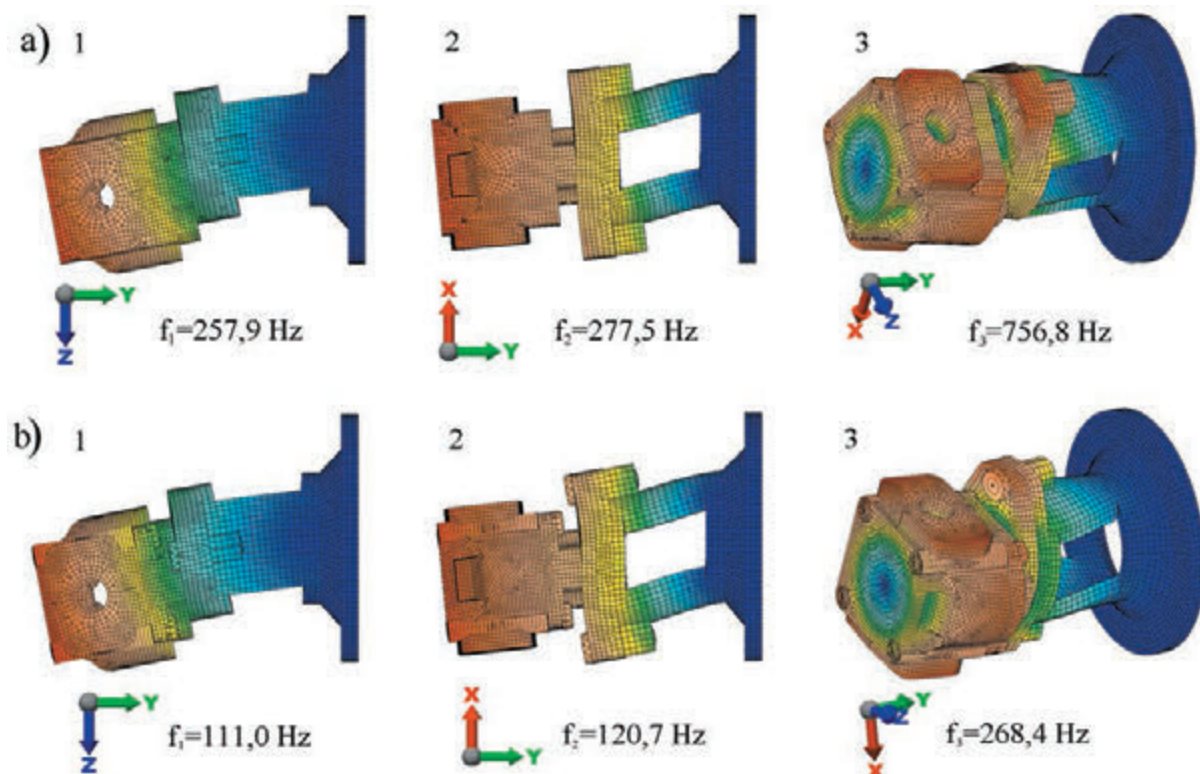 a) 1 2 3
Y Z
X Y
Y X Z
f₁=257,9 Hz f₂=277,5 Hz f₃=756,8 Hz
b) 1 2 3
Y Z
X Y
Y Z X
f₁=111,0 Hz f₂=120,7 Hz f₃=268,4 Hz